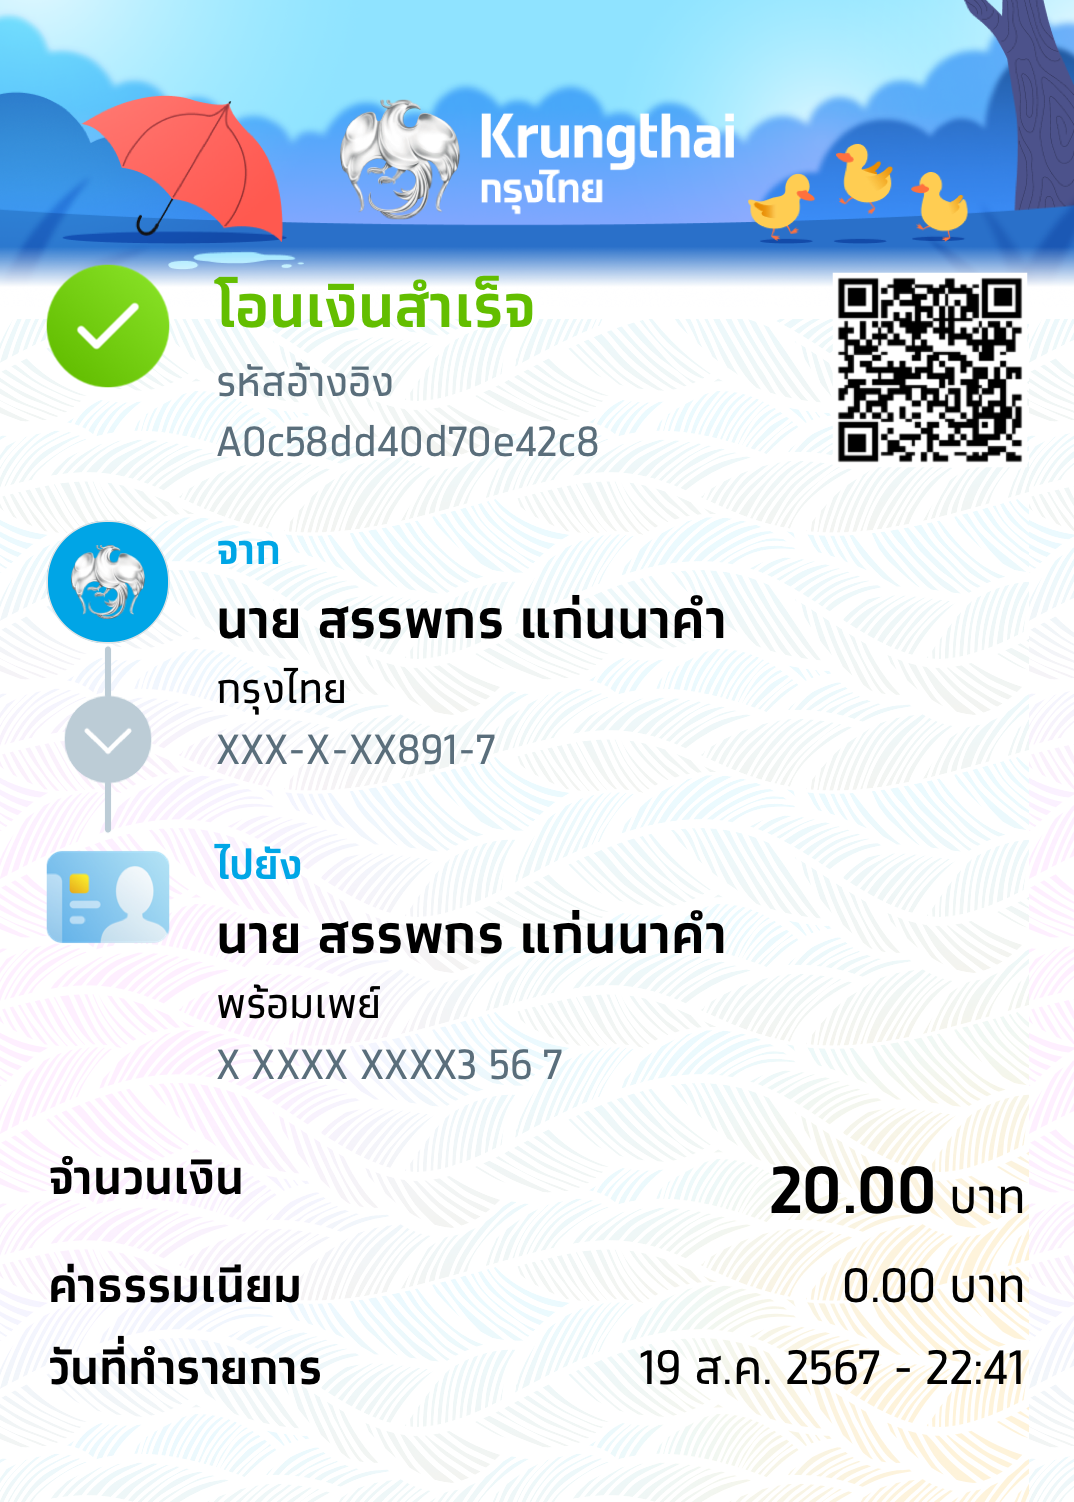 Krungthai
กรุงไทย
โอนเงินสำเร็จ
รหัสอ้างอิง
A0c58dd40d70e42c8
จาก
นาย สรรพกร แก่นนาคำ
กรุงไทย
XXX-X-XX891-7
ไปยัง
นาย สรรพกร แก่นนาคำ
พร้อมเพย์
X XXXX XXXX3 56 7
จำนวนเงิน 20.00 บาท
ค่าธรรมเนียม 0.00 บาท
วันที่ทำรายการ 19 ส.ค. 2567 - 22:41